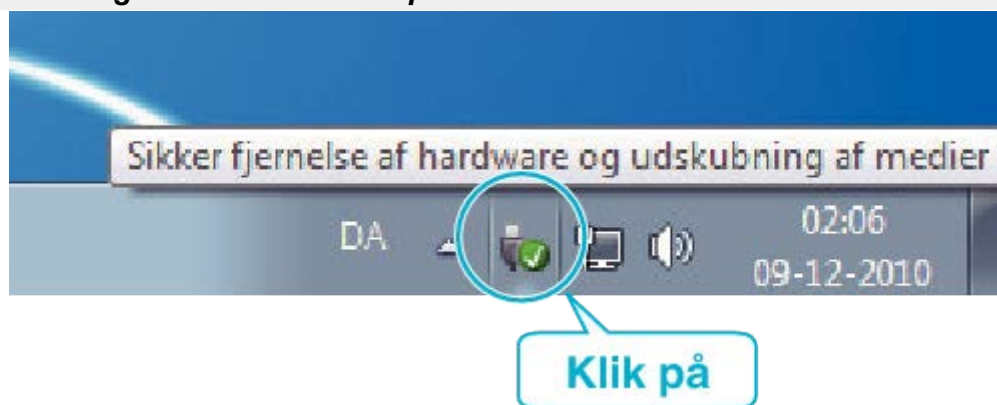 Sikker fjernelse af hardware og udskubning af medier
DA
02:06
09-12-2010
Klik på